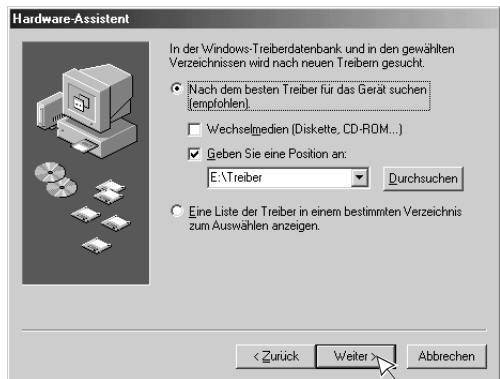 Hardware-Assistent
In der Windows-Treiberdatenbank und in den gewählten
Verzeichnissen wird nach neuen Treibern gesucht.
Nach dem besten Treiber für das Gerät suchen
(empfohlen).
Wechselmedien (Diskette, CD-ROM...)
Geben Sie eine Position an:
E:\Treiber
Durchsuchen
Eine Liste der Treiber in einem bestimmten Verzeichnis
zum Auswählen anzeigen.
< Zurück
Weiter >
Abbrechen